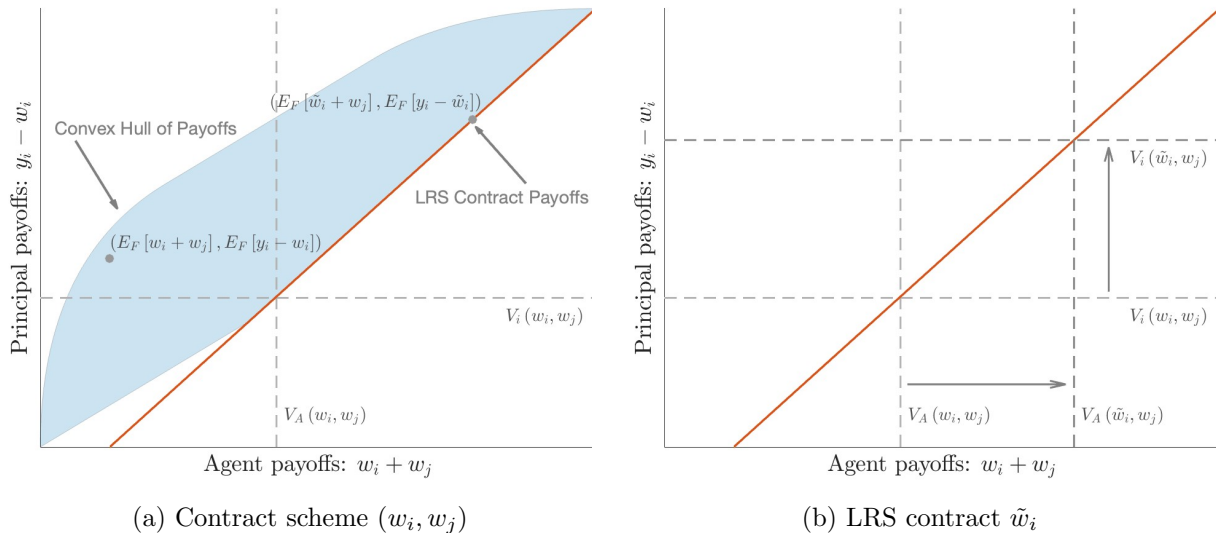 Principal payoffs: y_i − w_i
Convex Hull of Payoffs
(E_F [w̃_i + w_j] , E_F [y_i − w̃_i])
LRS Contract Payoffs
(E_F [w_i + w_j] , E_F [y_i − w_i])
V_i (w_i, w_j)
V_A (w_i, w_j)
Agent payoffs: w_i + w_j
(a) Contract scheme (w_i, w_j)
Principal payoffs: y_i − w_i
V_i (w̃_i, w_j)
V_i (w_i, w_j)
V_A (w_i, w_j)
V_A (w̃_i, w_j)
Agent payoffs: w_i + w_j
(b) LRS contract w̃_i